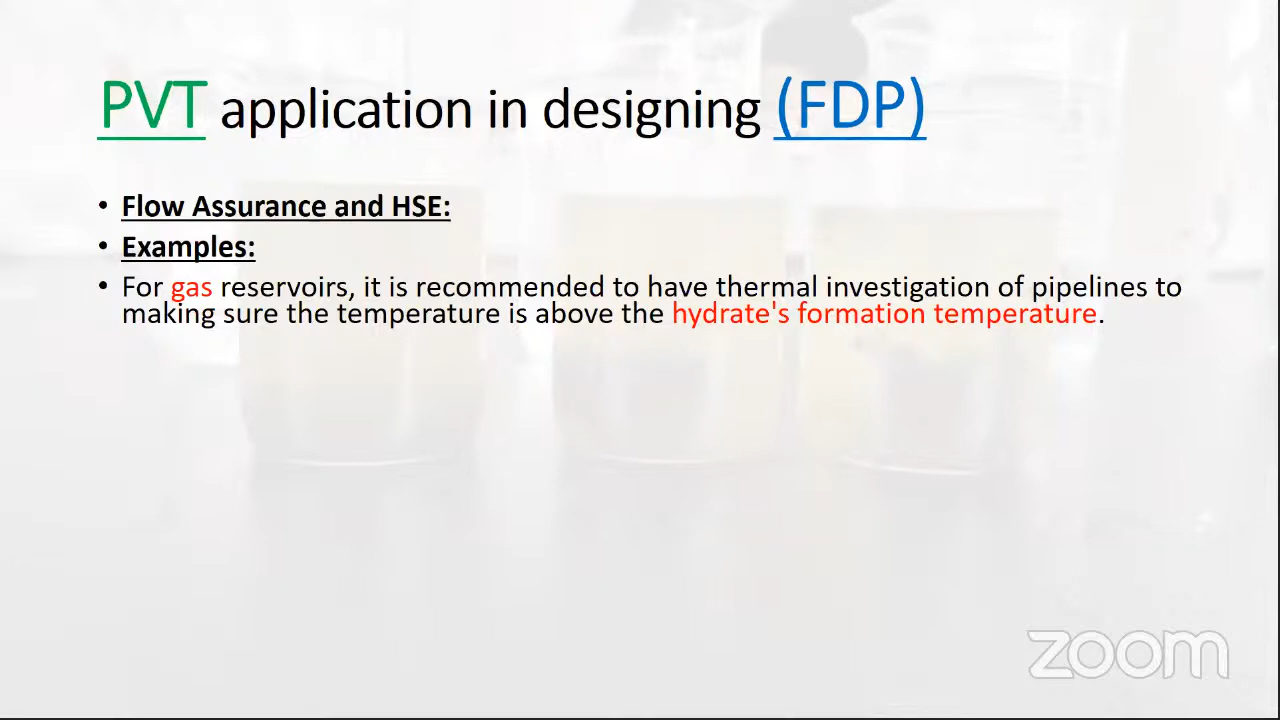 PVT application in designing (FDP)
• Flow Assurance and HSE:
• Examples:
• For gas reservoirs, it is recommended to have thermal investigation of pipelines to
making sure the temperature is above the hydrate's formation temperature.
zoom